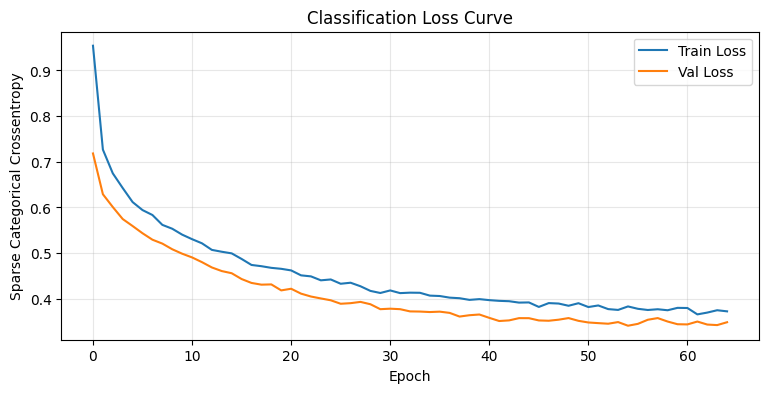 Classification Loss Curve
Sparse Categorical Crossentropy
0.9
0.8
0.7
0.6
0.5
0.4
Train Loss
Val Loss
0
10
20
30
40
50
60
Epoch